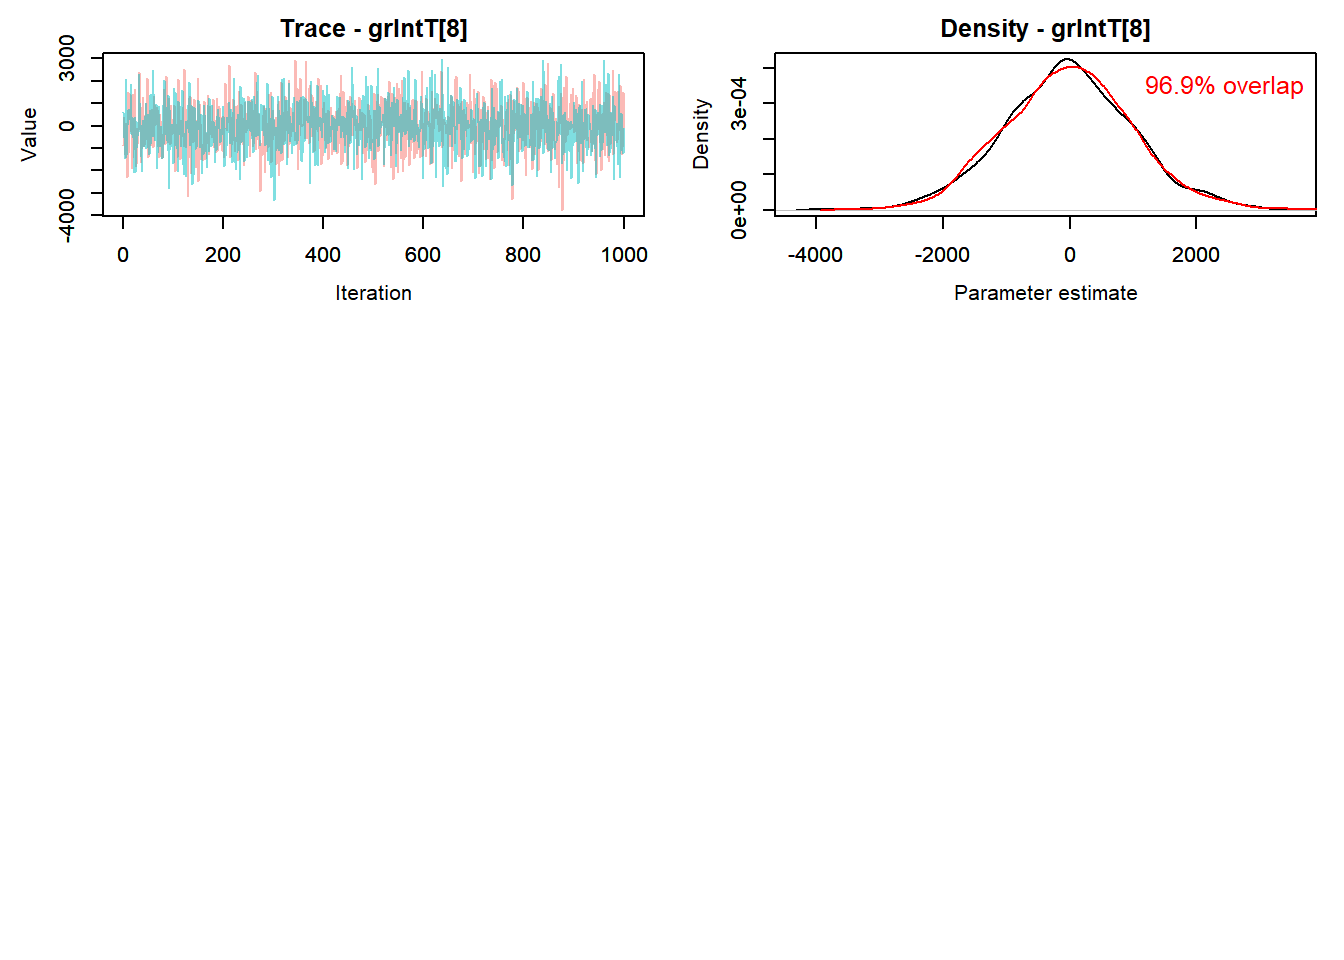 Trace - grIntT[8]
Value
3000
0
-4000
0 200 400 600 800 1000
Iteration
Density - grIntT[8]
96.9% overlap
Density
3e-04
0e+00
-4000 -2000 0 2000
Parameter estimate